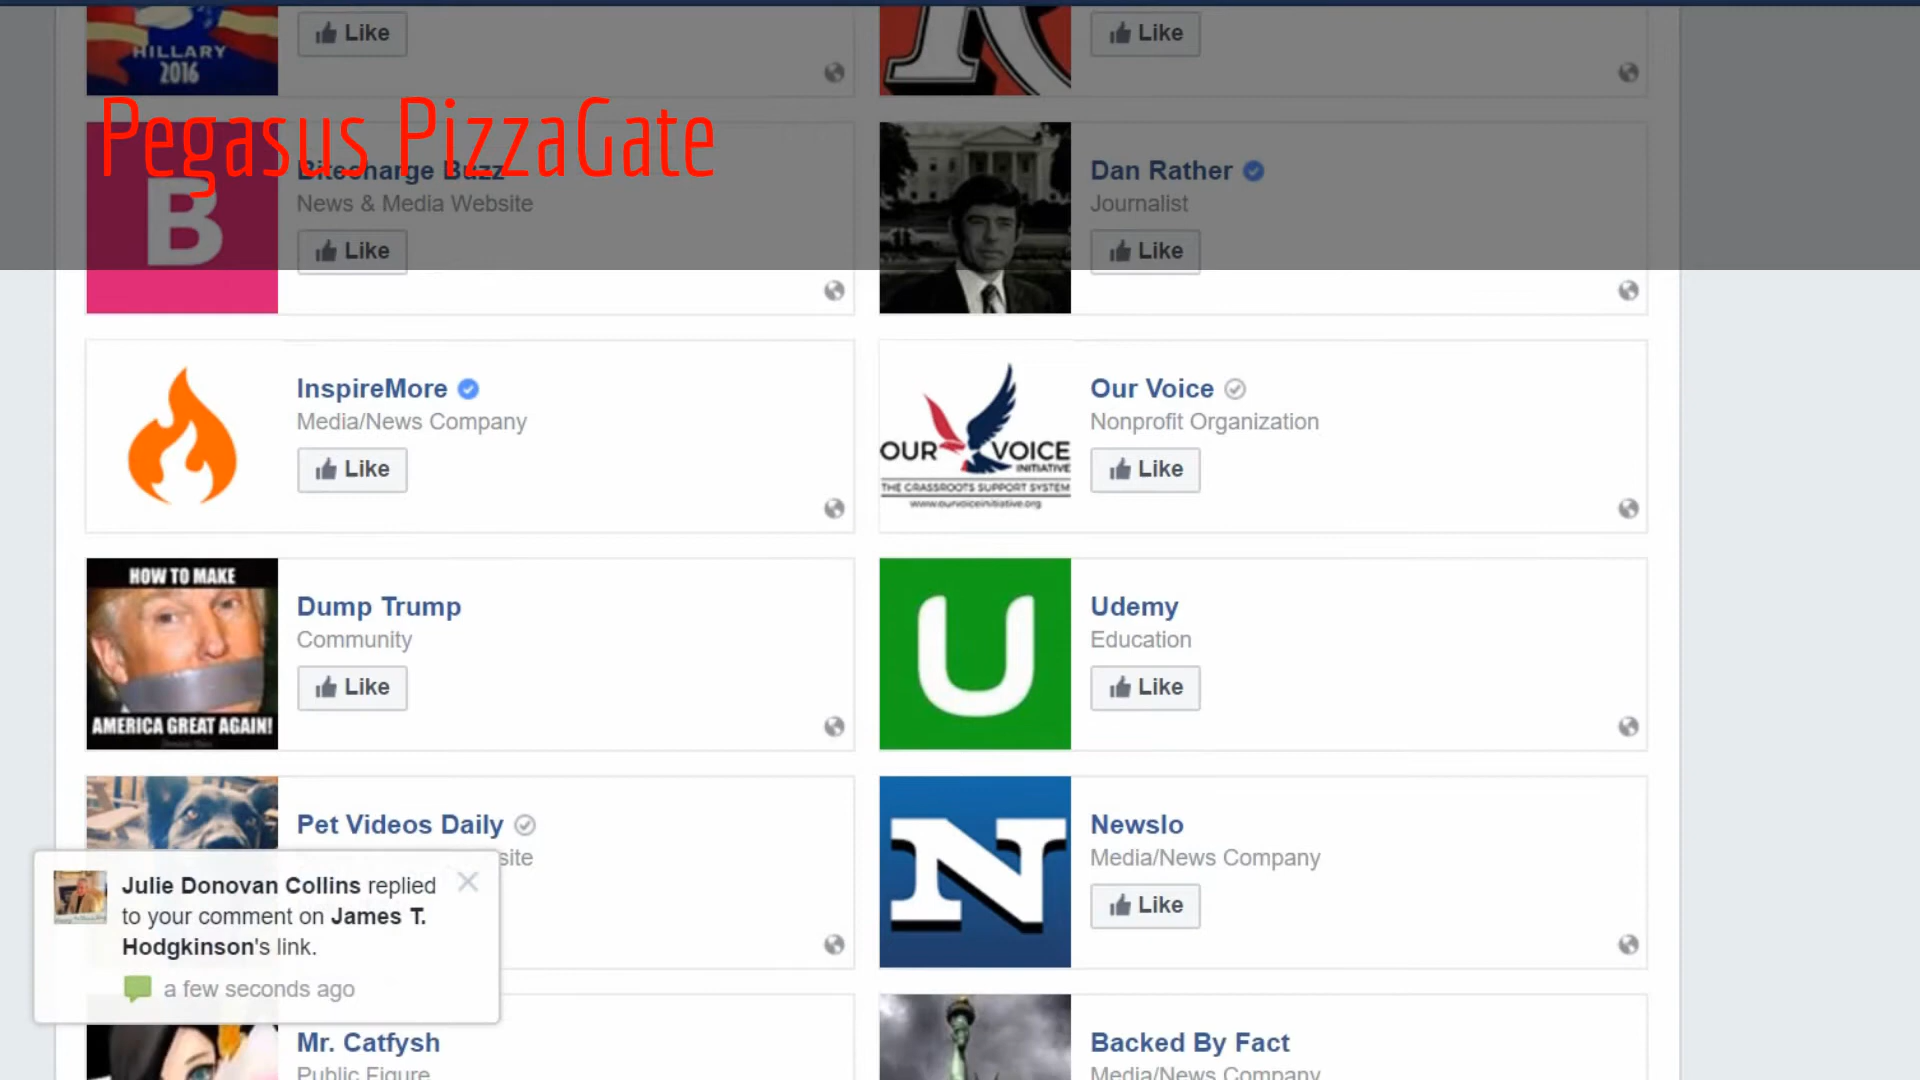 HILLARY
2016
Like
Like
Pegasus PizzaGate
B
Bitecharge Buzz
News & Media Website
Like
Dan Rather
Journalist
Like
InspireMore
Media/News Company
Like
OUR VOICE
INITIATIVE
THE GRASSROOTS SUPPORT SYSTEM
www.ourvoiceinitiative.org
Our Voice
Nonprofit Organization
Like
HOW TO MAKE
AMERICA GREAT AGAIN!
Dump Trump
Community
Like
U
Udemy
Education
Like
Pet Videos Daily
site
N
Newslo
Media/News Company
Like
Julie Donovan Collins replied
to your comment on James T.
Hodgkinson's link.
a few seconds ago
Mr. Catfysh
Public Figure
Backed By Fact
Media/News Company